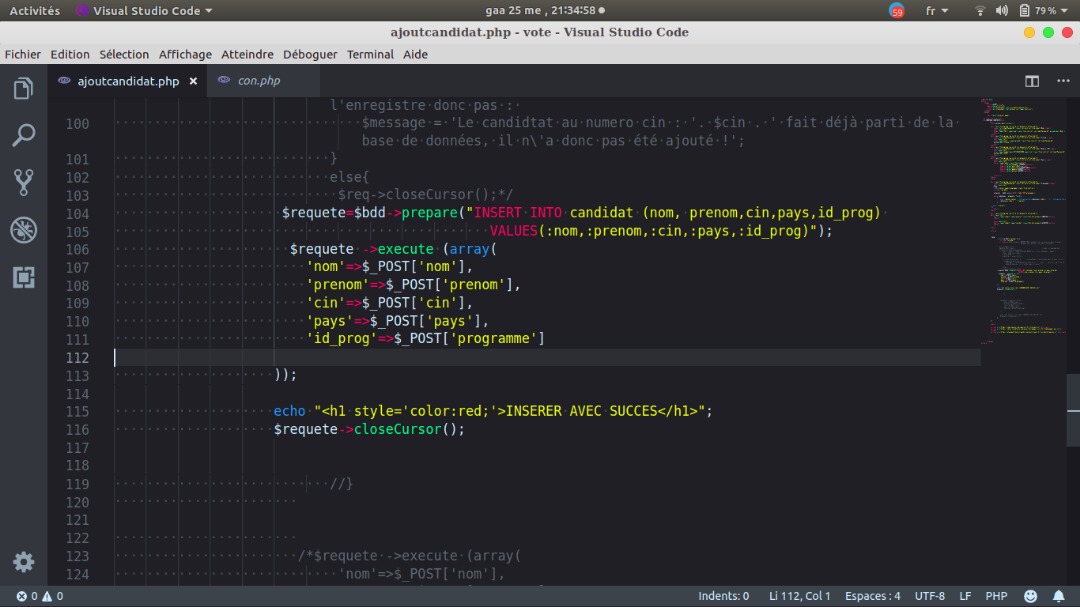 Activités Visual Studio Code gaa 25 me , 21:34:58 59 fr 79 %
ajoutcandidat.php - vote - Visual Studio Code
Fichier Edition Sélection Affichage Atteindre Déboguer Terminal Aide
ajoutcandidat.php × con.php
l'enregistre donc pas :
100 $message = 'Le candidtat au numero cin : '. $cin . ' fait déjà parti de la
base de données, il n\'a donc pas été ajouté !';
101 }
102 else{
103 $req->closeCursor();*/
104 $requete=$bdd->prepare("INSERT INTO candidat (nom, prenom,cin,pays,id_prog)
105 VALUES(:nom,:prenom,:cin,:pays,:id_prog)");
106 $requete ->execute (array(
107 'nom'=>$_POST['nom'],
108 'prenom'=>$_POST['prenom'],
109 'cin'=>$_POST['cin'],
110 'pays'=>$_POST['pays'],
111 'id_prog'=>$_POST['programme']
112
113 ));
114
115 echo "<h1 style='color:red;'>INSERER AVEC SUCCES</h1>";
116 $requete->closeCursor();
117
118
119 //}
120
121
122
123 /*$requete ->execute (array(
124 'nom'=>$_POST['nom'],
0 0 Indents: 0 Li 112, Col 1 Espaces : 4 UTF-8 LF PHP